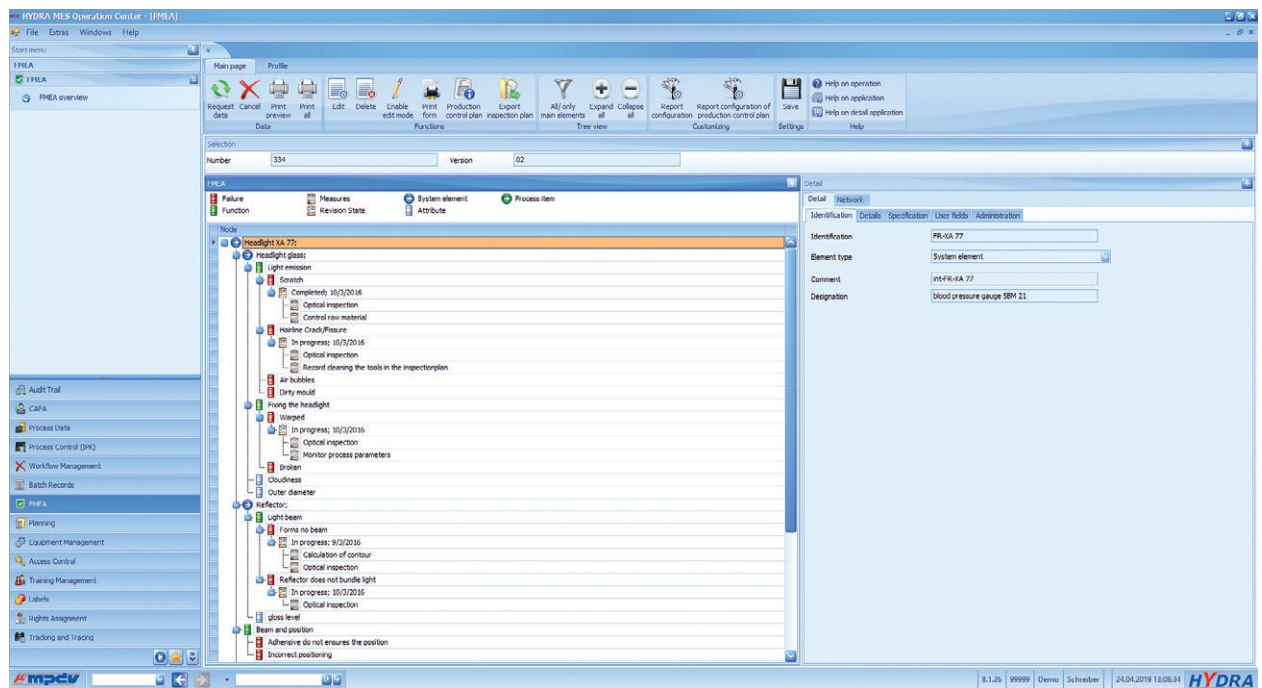 HYDRA MES Operation Center - [FMEA]
File Extras Windows Help
Start menu
FMEA
FMEA
FMEA overview
Main page Profile
Request data Cancel Print preview Print all
Data
Edit Delete Enable edit mode Print form Production control plan Export inspection plan
Functions
All/ only main elements Expand all Collapse all
Tree view
Report configuration Report configuration of production control plan
Customizing
Save
Settings
Help on operation
Help on application
Help on detail application
Help
Selection
Number 334 Version 02
FMEA
Failure Measures System element Process item
Function Revision State Attribute
Node
Headlight XA 77;
Headlight glass;
Light emission
Scratch
Completed; 10/3/2016
Optical inspection
Control raw material
Hairline Crack/Fissure
In progress; 10/3/2016
Optical inspection
Record cleaning the tools in the inspectionplan
Air bubbles
Dirty mould
Fixing the headlight
Warped
In progress; 10/3/2016
Optical inspection
Monitor process parameters
Broken
Cloudiness
Outer diameter
Reflector;
Light beam
Forms no beam
In progress; 9/3/2016
Calculation of contour
Optical inspection
Reflector does not bundle light
In progress; 10/3/2016
Optical inspection
gloss level
Beam and position
Adhensive do not ensures the position
Incorrect positioning
Detail
Detail Network
Identification Details Specification User fields Administration
Identification FR-XA 77
Element type System element
Comment int-FR-XA 77
Designation blood pressure gauge SBM 21
Audit Trail
CAPA
Process Data
Process Control (IPK)
Workflow Management
Batch Records
FMEA
Planning
Equipment Management
Access Control
Training Management
Labels
Rights Assignment
Tracking and Tracing
mpdv
8.1.26 99999 Demo Schreiber 24.04.2019 13:08:34 HYDRA